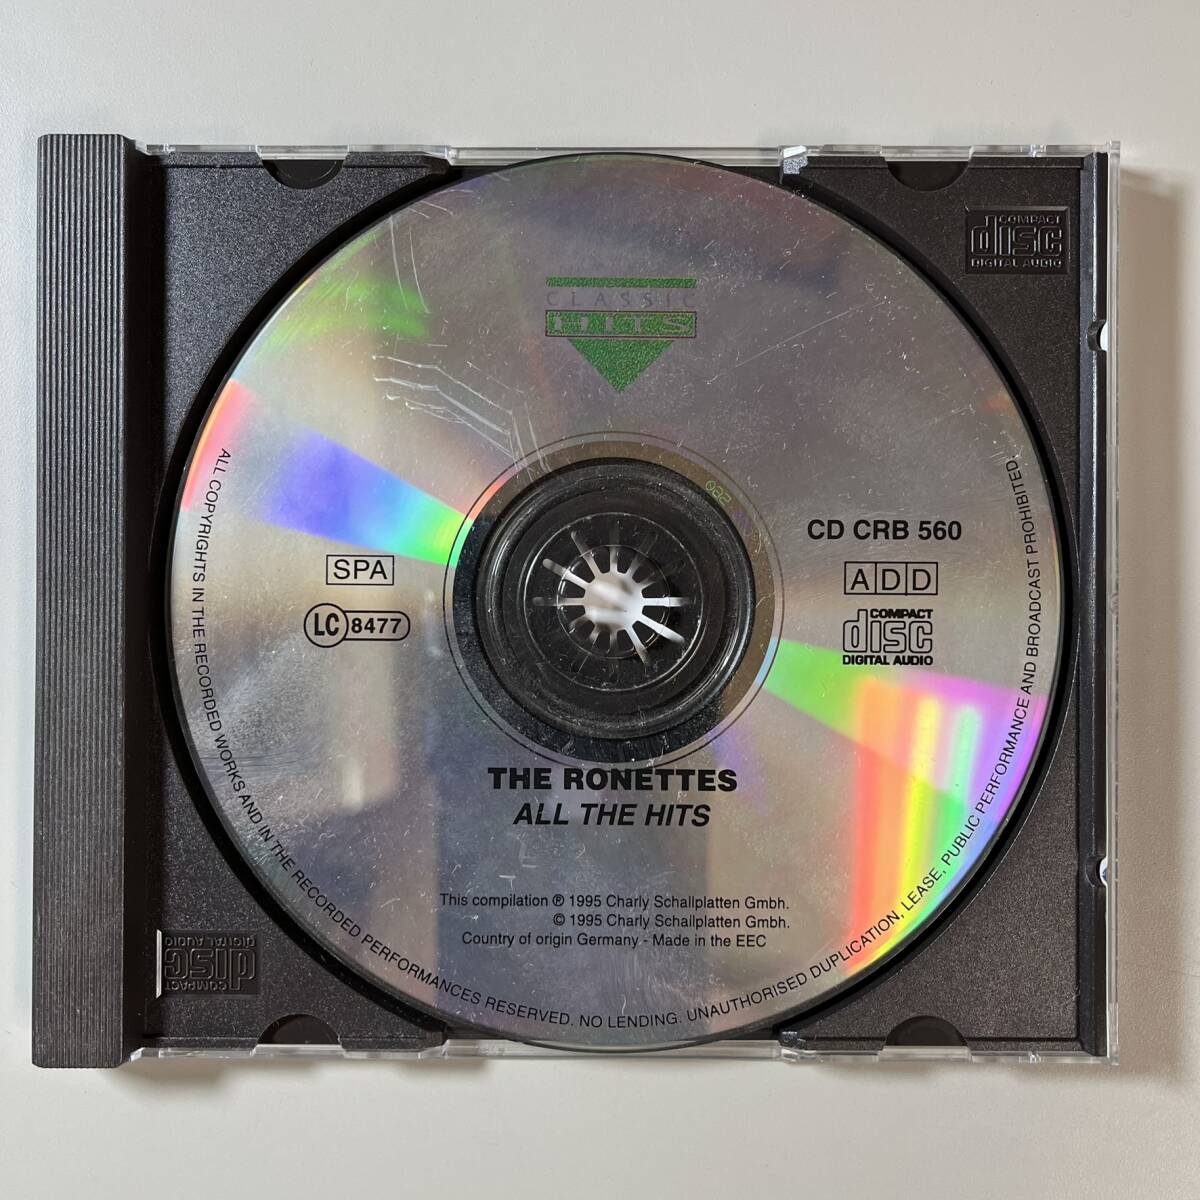 COMPACT
disc
DIGITAL AUDIO
CLASSIC
HITS
CD CRB 560
SPA
ADD
LC 8477
COMPACT
disc
DIGITAL AUDIO
THE RONETTES
ALL THE HITS
This compilation ℗ 1995 Charly Schallplatten Gmbh.
© 1995 Charly Schallplatten Gmbh.
Country of origin Germany - Made in the EEC
ALL COPYRIGHTS IN THE RECORDED WORKS AND IN THE RECORDED PERFORMANCES RESERVED. NO LENDING. UNAUTHORISED DUPLICATION, LEASE, PUBLIC PERFORMANCE AND BROADCAST PROHIBITED.
COMPACT
disc
DIGITAL AUDIO